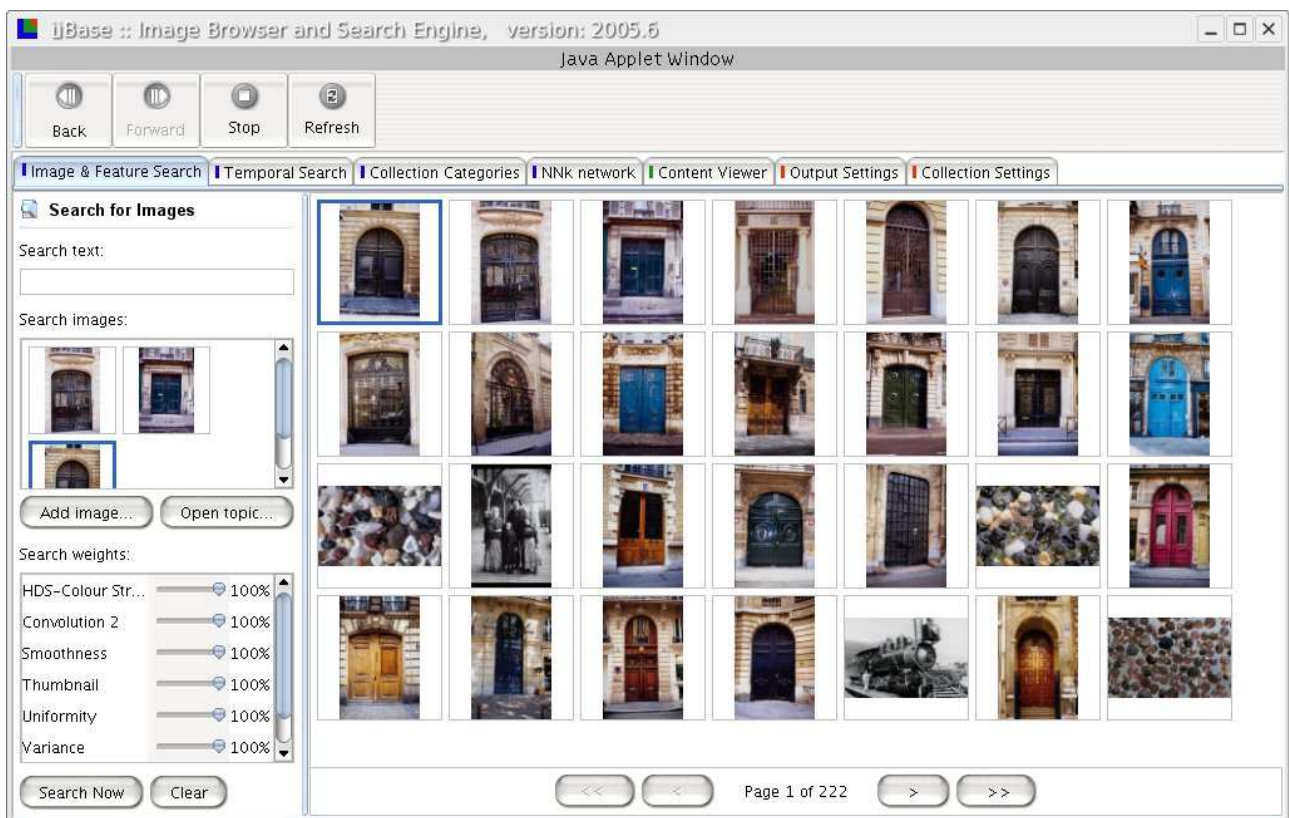 iJBase :: Image Browser and Search Engine, version: 2005.6
Java Applet Window
Back Forward Stop Refresh
Image & Feature Search Temporal Search Collection Categories NNk network Content Viewer Output Settings Collection Settings
Search for Images
Search text:
Search images:
Add image... Open topic...
Search weights:
HDS-Colour Str... 100%
Convolution 2 100%
Smoothness 100%
Thumbnail 100%
Uniformity 100%
Variance 100%
Search Now Clear
<< < Page 1 of 222 > >>